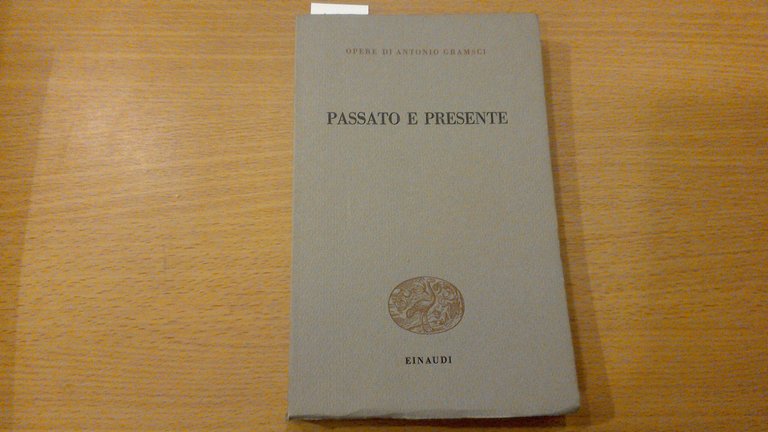 OPERE DI ANTONIO GRAMSCI
PASSATO E PRESENTE
EINAUDI